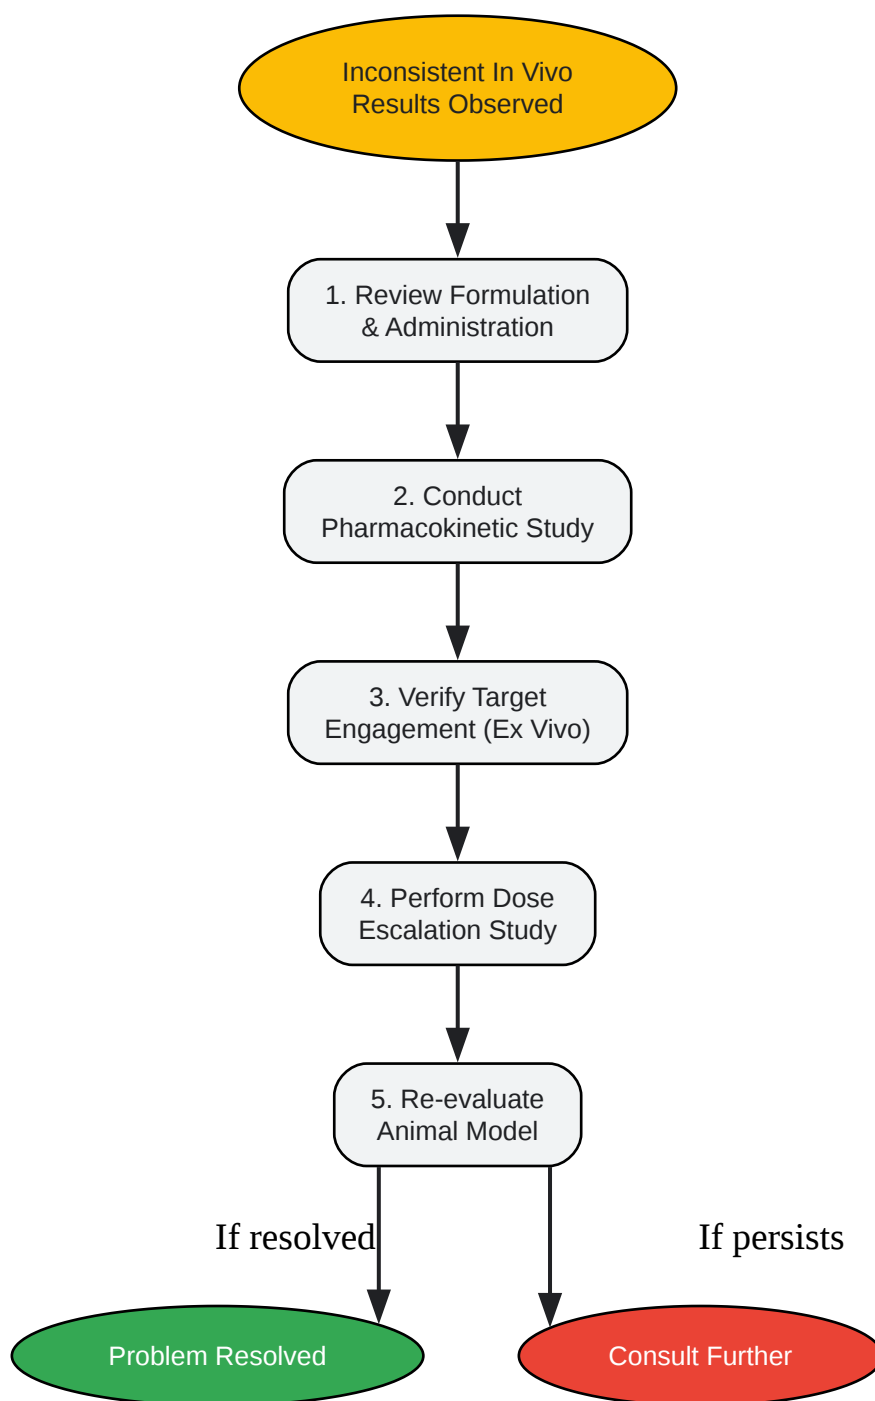 Inconsistent In Vivo
Results Observed
1. Review Formulation
& Administration
2. Conduct
Pharmacokinetic Study
3. Verify Target
Engagement (Ex Vivo)
4. Perform Dose
Escalation Study
5. Re-evaluate
Animal Model
If resolved
If persists
Problem Resolved
Consult Further